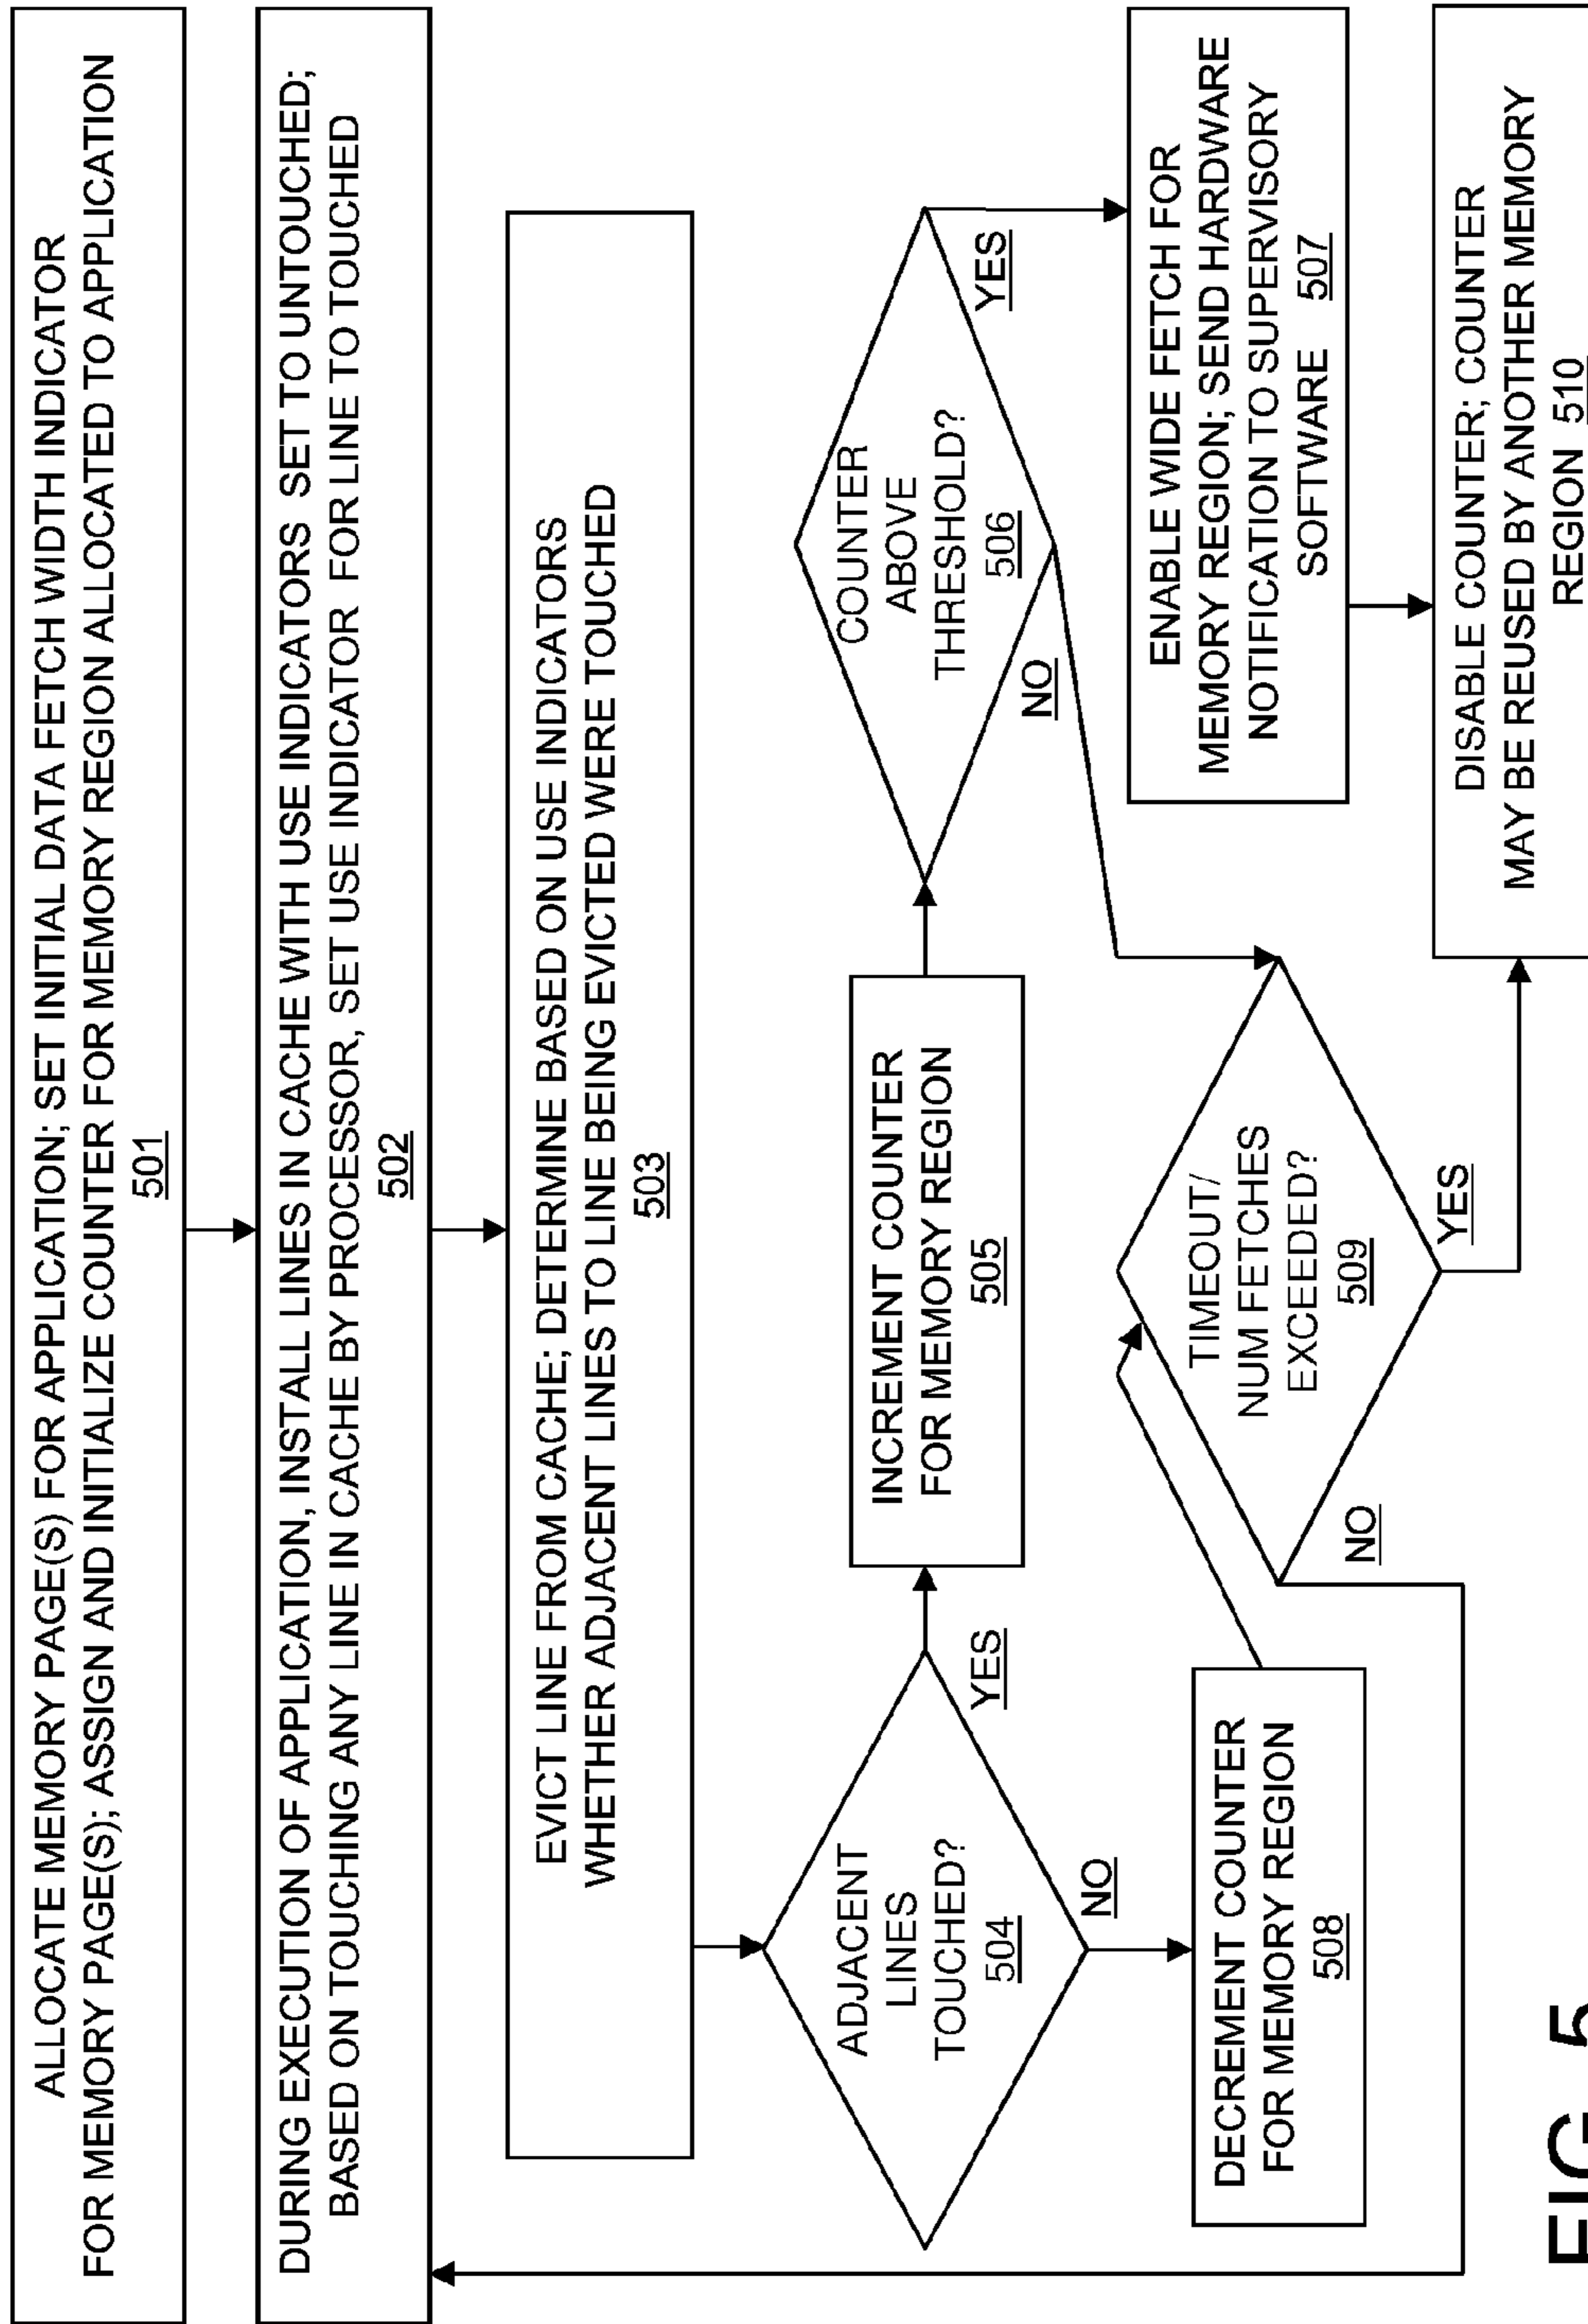 ALLOCATE MEMORY PAGE(S) FOR APPLICATION; SET INITIAL DATA FETCH WIDTH INDICATOR
FOR MEMORY PAGE(S); ASSIGN AND INITIALIZE COUNTER FOR MEMORY REGION ALLOCATED TO APPLICATION
501
DURING EXECUTION OF APPLICATION, INSTALL LINES IN CACHE WITH USE INDICATORS SET TO UNTOUCHED;
BASED ON TOUCHING ANY LINE IN CACHE BY PROCESSOR, SET USE INDICATOR FOR LINE TO TOUCHED
502
EVICT LINE FROM CACHE; DETERMINE BASED ON USE INDICATORS
WHETHER ADJACENT LINES TO LINE BEING EVICTED WERE TOUCHED
503
ADJACENT
LINES
TOUCHED?
504
YES
NO
INCREMENT COUNTER
FOR MEMORY REGION
505
COUNTER
ABOVE
THRESHOLD?
506
YES
NO
ENABLE WIDE FETCH FOR
MEMORY REGION; SEND HARDWARE
NOTIFICATION TO SUPERVISORY
SOFTWARE 507
DECREMENT COUNTER
FOR MEMORY REGION
508
TIMEOUT/
NUM FETCHES
EXCEEDED?
509
NO
YES
DISABLE COUNTER; COUNTER
MAY BE REUSED BY ANOTHER MEMORY
REGION 510
FIG. 5